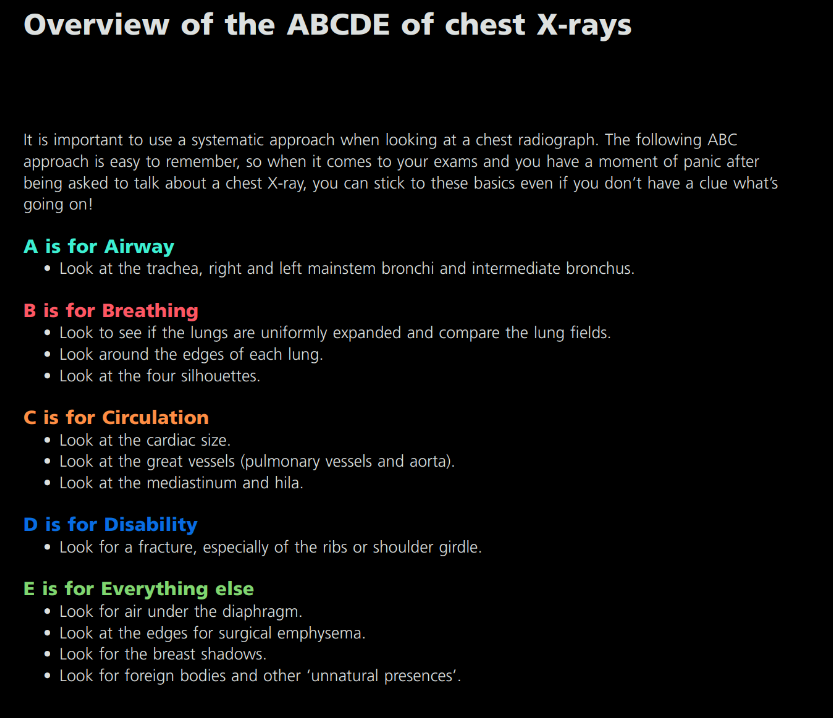 Overview of the ABCDE of chest X-rays
It is important to use a systematic approach when looking at a chest radiograph. The following ABC
approach is easy to remember, so when it comes to your exams and you have a moment of panic after
being asked to talk about a chest X-ray, you can stick to these basics even if you don’t have a clue what’s
going on!
A is for Airway
• Look at the trachea, right and left mainstem bronchi and intermediate bronchus.
B is for Breathing
• Look to see if the lungs are uniformly expanded and compare the lung fields.
• Look around the edges of each lung.
• Look at the four silhouettes.
C is for Circulation
• Look at the cardiac size.
• Look at the great vessels (pulmonary vessels and aorta).
• Look at the mediastinum and hila.
D is for Disability
• Look for a fracture, especially of the ribs or shoulder girdle.
E is for Everything else
• Look for air under the diaphragm.
• Look at the edges for surgical emphysema.
• Look for the breast shadows.
• Look for foreign bodies and other ‘unnatural presences’.